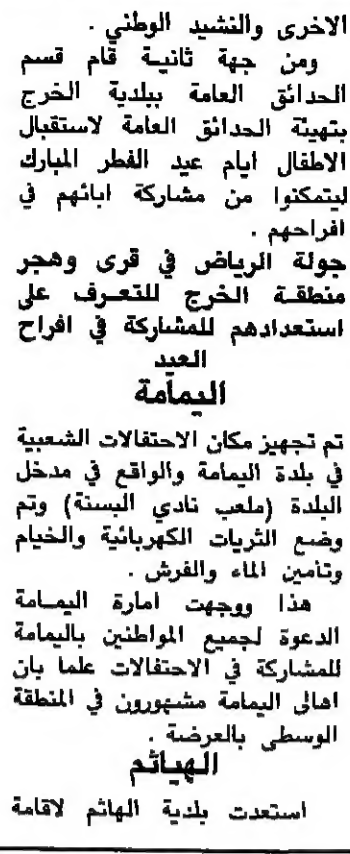 الاخرى والنشيد الوطني .
ومن جهة ثانية قام قسم
الحدائق العامة ببلدية الخرج
بتهيئة الحدائق العامة لاستقبال
الاطفال ايام عيد الفطر المبارك
ليتمكنوا من مشاركة ابائهم في
افراحهم .
جولة الرياض في قرى وهجر
منطقة الخرج للتعرف على
استعدادهم للمشاركة في افراح
العيد
اليمامة
تم تجهيز مكان الاحتفالات الشعبية
في بلدة اليمامة والواقع في مدخل
البلدة (ملعب نادي البسنة) وتم
وضع الثريات الكهربائية والخيام
وتأمين الماء والفرش .
هذا ووجهت امارة اليمامة
الدعوة لجميع المواطنين باليمامة
للمشاركة في الاحتفالات علما بان
اهالى اليمامة مشهورون في المنطقة
الوسطى بالعرضة .
الهياثم
استعدت بلدية الهاثم لاقامة